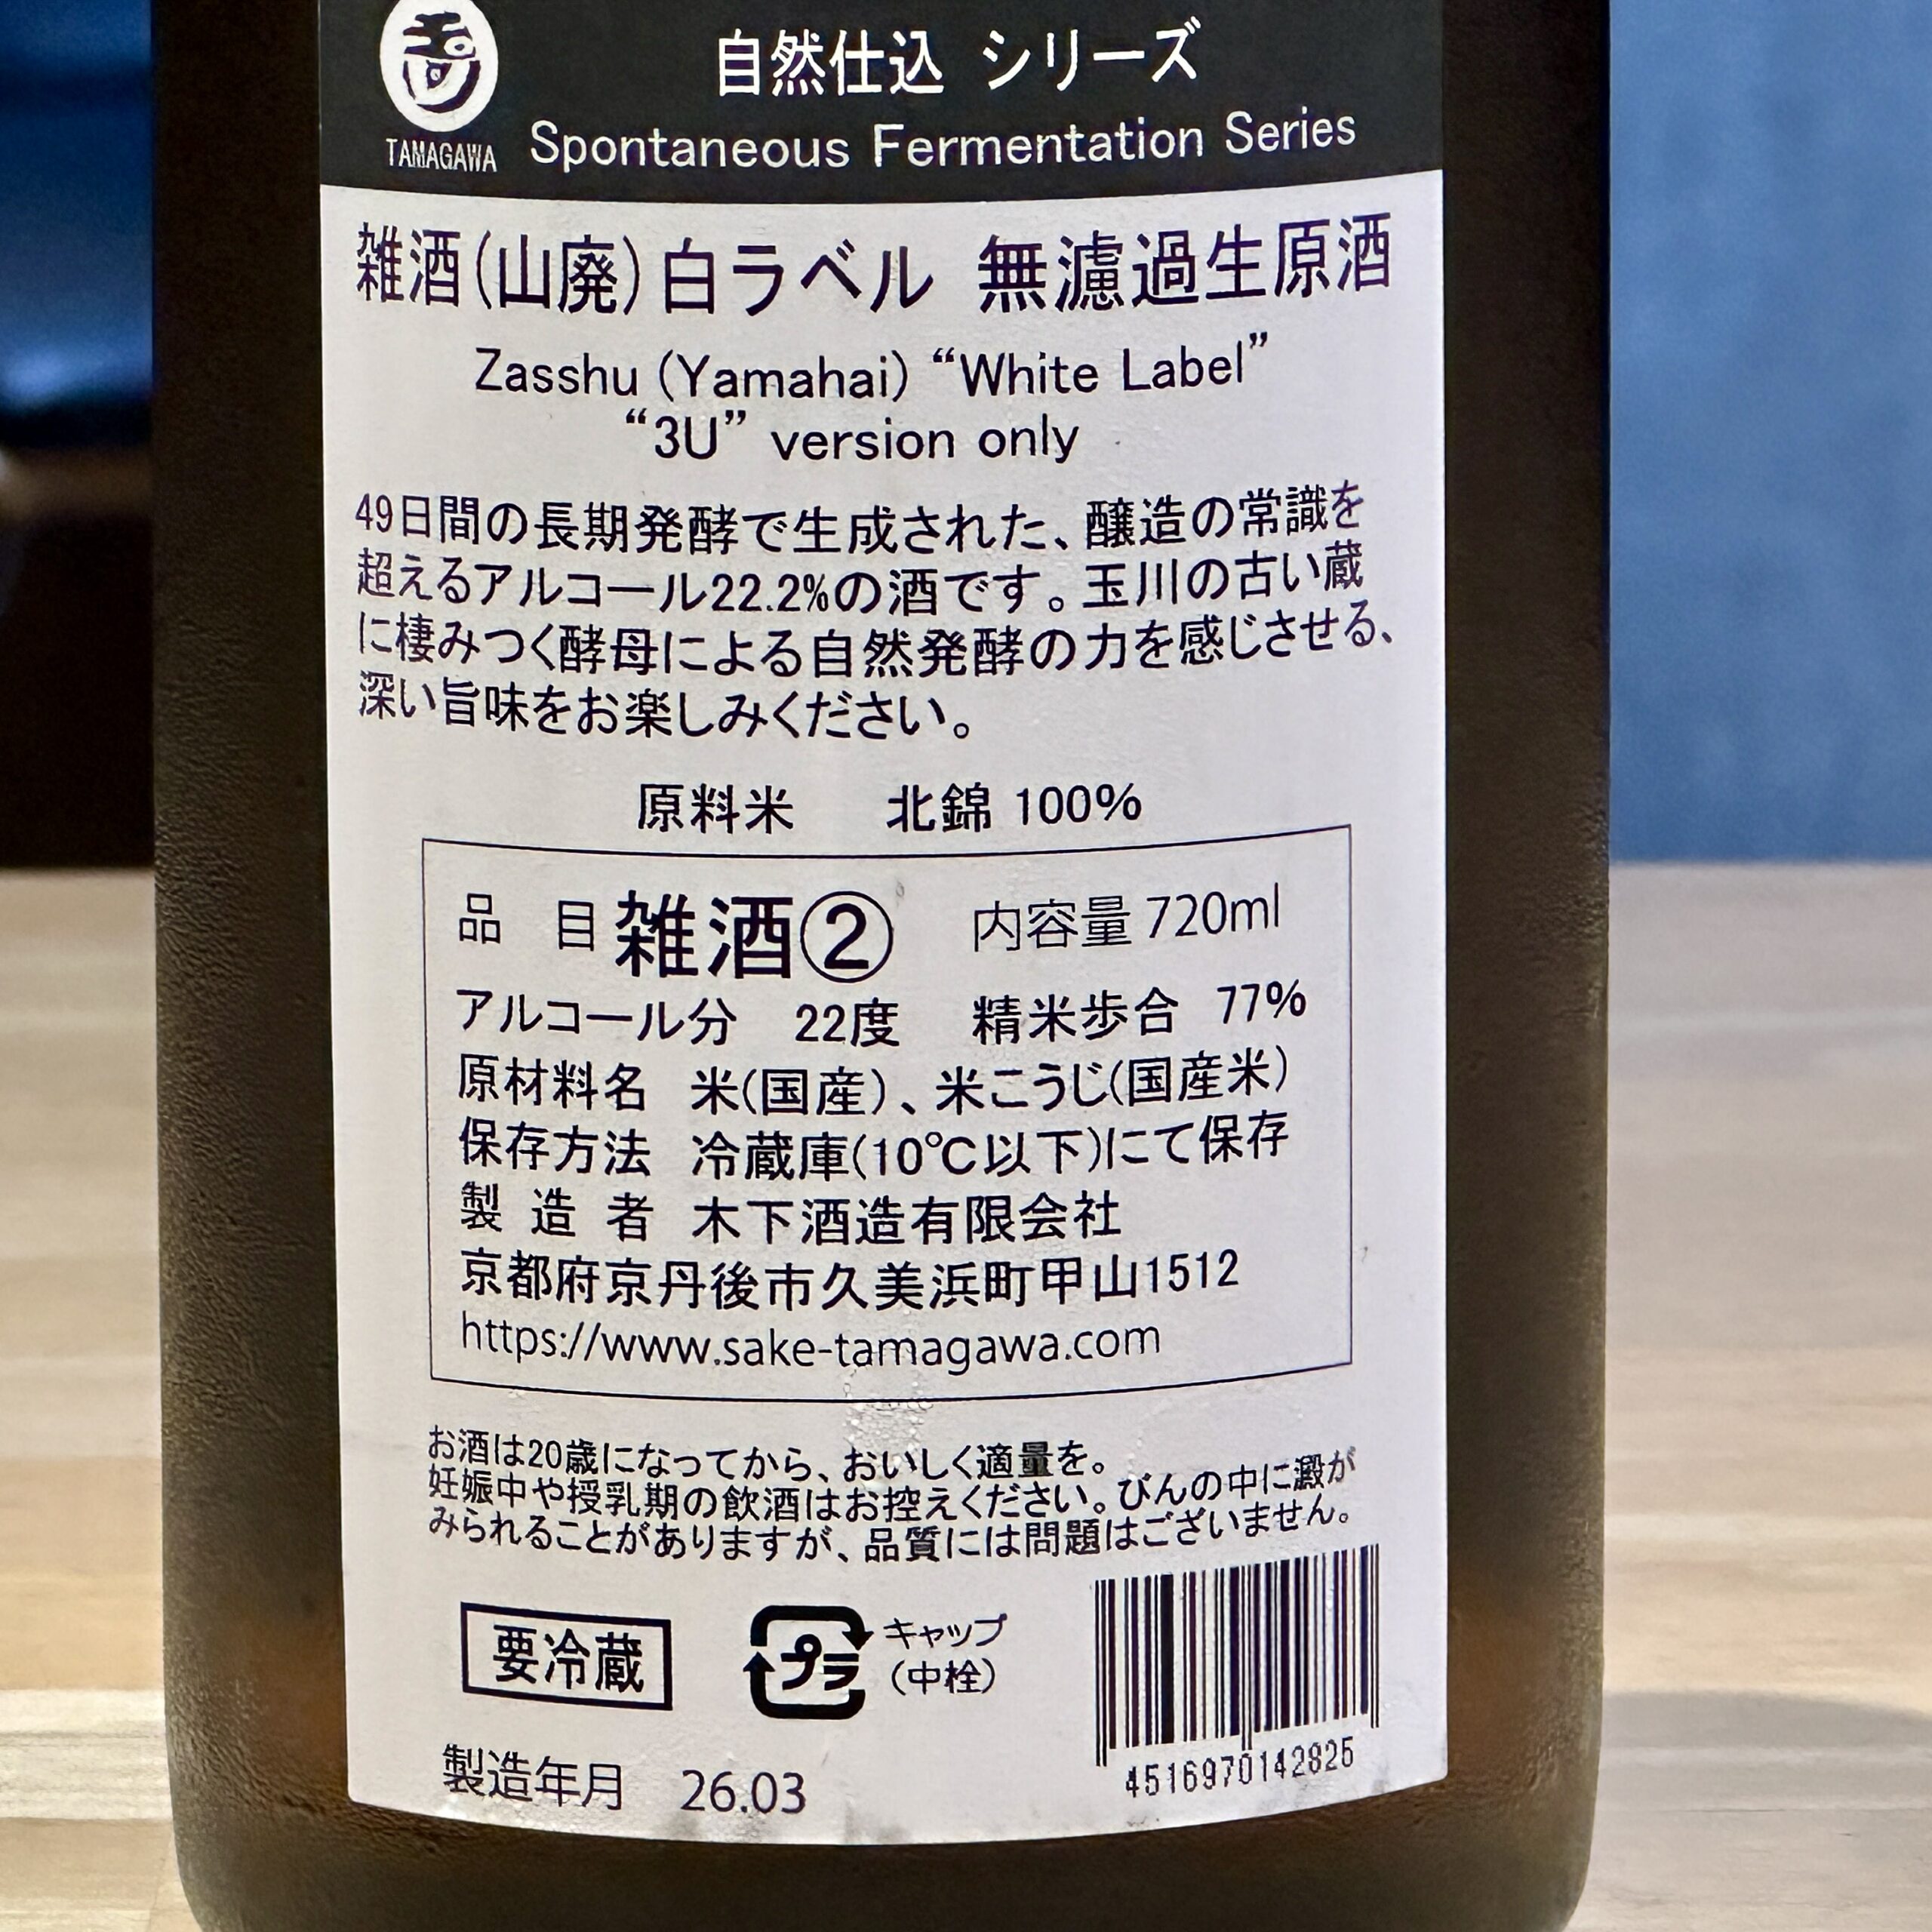 TAMAGAWA
自然仕込 シリーズ
Spontaneous Fermentation Series
雑酒(山廃)白ラベル 無濾過生原酒
Zasshu (Yamahai) “White Label”
“3U” version only
49日間の長期発酵で生成された、醸造の常識を
超えるアルコール22.2%の酒です。玉川の古い蔵
に棲みつく酵母による自然発酵の力を感じさせる、
深い旨味をお楽しみください。
原料米 北錦 100%
品 目 雑酒② 内容量 720ml
アルコール分 22度 精米歩合 77%
原材料名 米(国産)、米こうじ(国産米)
保存方法 冷蔵庫(10℃以下)にて保存
製 造 者 木下酒造有限会社
京都府京丹後市久美浜町甲山1512
https://www.sake-tamagawa.com
お酒は20歳になってから、おいしく適量を。
妊娠中や授乳期の飲酒はお控えください。びんの中に澱が
みられることがありますが、品質には問題はございません。
要冷蔵
プラ
キャップ
(中栓)
製造年月 26.03
4516970142825